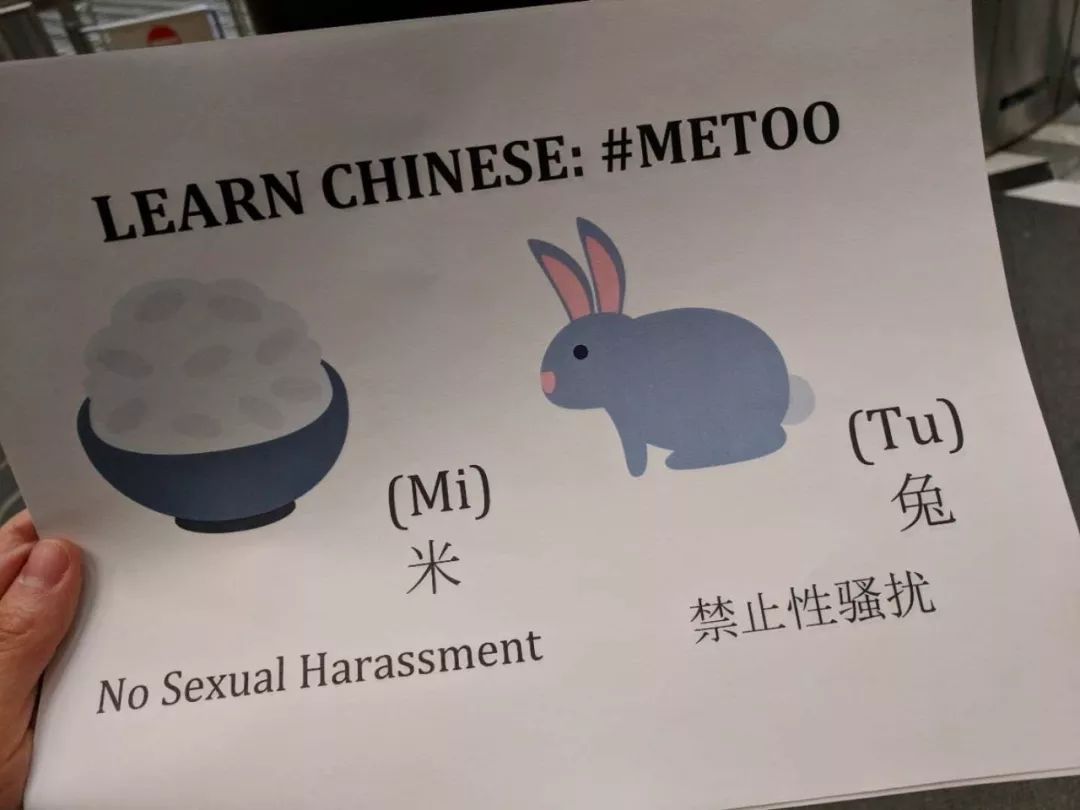 LEARN CHINESE: #METOO
(Mi)
米
(Tu)
兔
No Sexual Harassment
禁止性骚扰